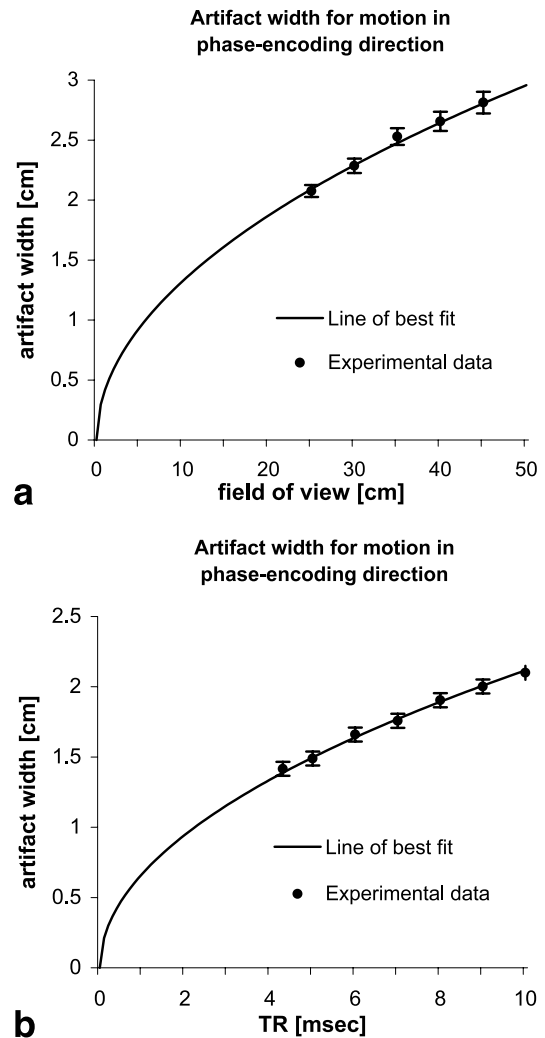 Artifact width for motion in
phase-encoding direction
3
2.5
2
1.5
1
0.5
0
artifact width [cm]
Line of best fit
Experimental data
0 10 20 30 40 50
field of view [cm]
a
Artifact width for motion in
phase-encoding direction
2.5
2
1.5
1
0.5
0
artifact width [cm]
Line of best fit
Experimental data
0 2 4 6 8 10
TR [msec]
b